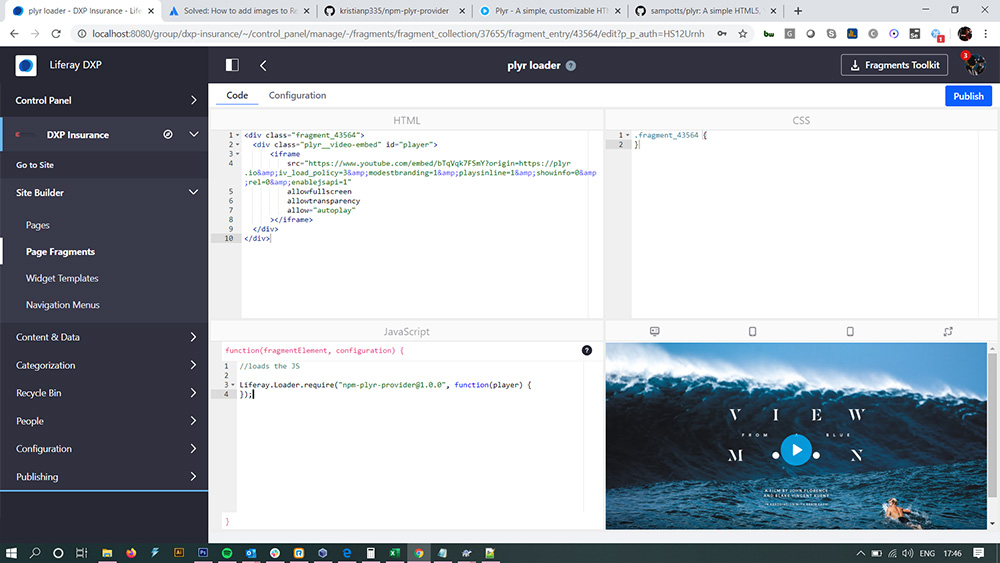 plyr loader - DXP Insurance - Life
Solved: How to add images to Re
kristianp335/npm-plyr-provider
Plyr - A simple, customizable HTM
sampotts/plyr: A simple HTML5, V
localhost:8080/group/dxp-insurance/~/control_panel/manage/-/fragments/fragment_collection/37655/fragment_entry/43564/edit?p_p_auth=HS12Urnh
Liferay DXP
plyr loader
Fragments Toolkit
3
Control Panel
DXP Insurance
Go to Site
Site Builder
Pages
Page Fragments
Widget Templates
Navigation Menus
Content & Data
Categorization
Recycle Bin
People
Configuration
Publishing
Code
Configuration
Publish
HTML
1 <div class="fragment_43564">
2 <div class="plyr__video-embed" id="player">
3 <iframe
4 src="https://www.youtube.com/embed/bTqVqk7FSmY?origin=https://plyr
.io&amp;iv_load_policy=3&amp;modestbranding=1&amp;playsinline=1&amp;showinfo=0&amp
;rel=0&amp;enablejsapi=1"
5 allowfullscreen
6 allowtransparency
7 allow="autoplay"
8 ></iframe>
9 </div>
10 </div>
CSS
1 .fragment_43564 {
2 }
JavaScript
function(fragmentElement, configuration) {
1 //loads the JS
2
3 Liferay.Loader.require("npm-plyr-provider@1.0.0", function(player) {
4 });
}
VIEW
FROM A BLUE
MOON
A FILM BY JOHN FLORENCE
AND BLAKE VINCENT KUENY
ENG
17:46